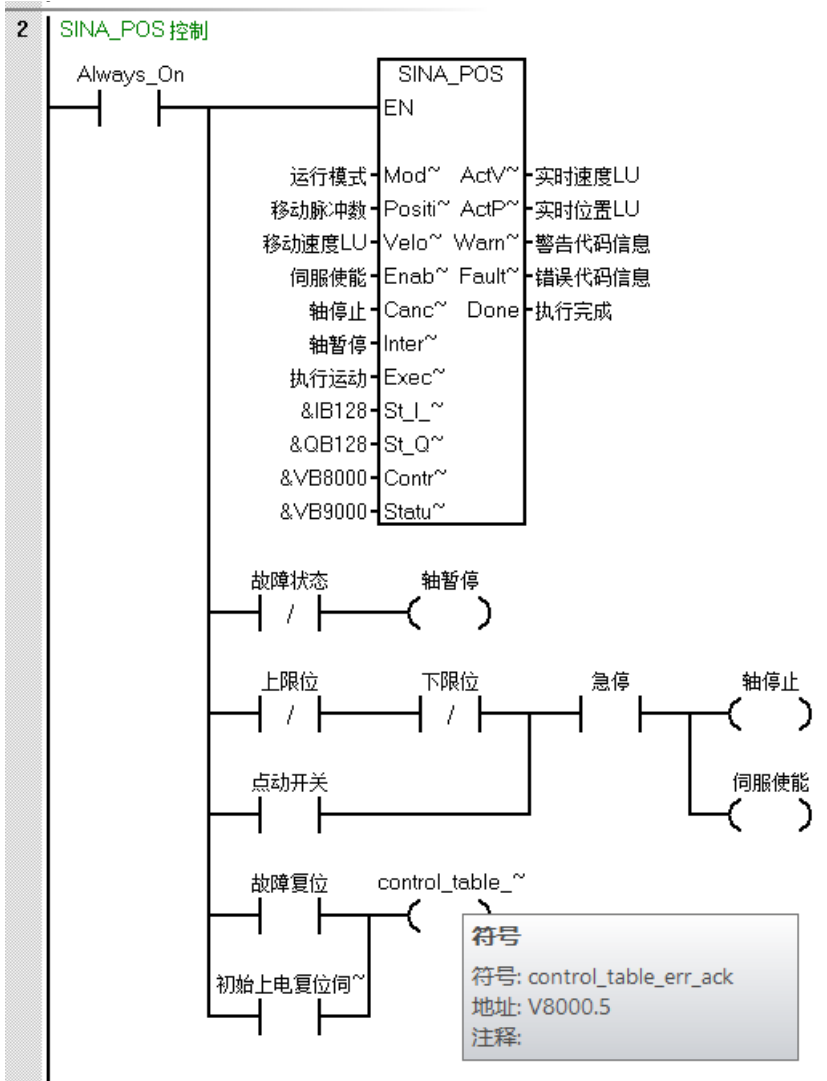 2 SINA_POS 控制
Always_On
SINA_POS
EN
运行模式 Mod~ ActV~ 实时速度LU
移动脉冲数 Positi~ ActP~ 实时位置LU
移动速度LU Velo~ Warn~ 警告代码信息
伺服使能 Enab~ Fault~ 错误代码信息
轴停止 Canc~ Done 执行完成
轴暂停 Inter~
执行运动 Exec~
&IB128 St_I_~
&QB128 St_Q~
&VB8000 Contr~
&VB9000 Statu~
故障状态 轴暂停
/
上限位 下限位 急停 轴停止
/ /
点动开关 伺服使能
故障复位 control_table_~
初始上电复位伺~
符号
符号: control_table_err_ack
地址: V8000.5
注释: